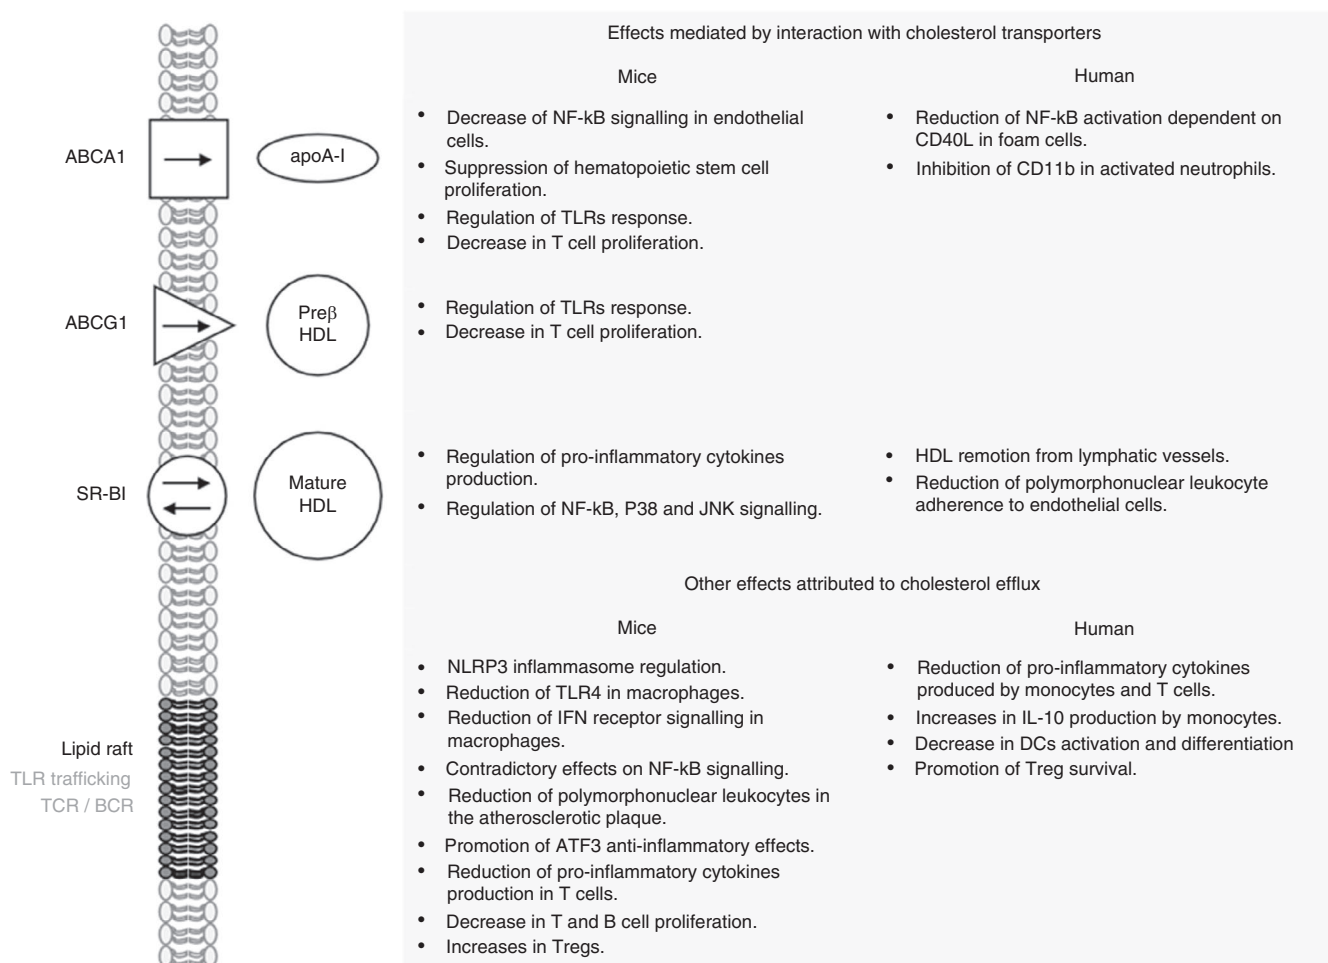 Effects mediated by interaction with cholesterol transporters
Mice
Human
ABCA1
apoA-I
• Decrease of NF-kB signalling in endothelial
cells.
• Suppression of hematopoietic stem cell
proliferation.
• Regulation of TLRs response.
• Decrease in T cell proliferation.
• Reduction of NF-kB activation dependent on
CD40L in foam cells.
• Inhibition of CD11b in activated neutrophils.
ABCG1
Preβ
HDL
• Regulation of TLRs response.
• Decrease in T cell proliferation.
SR-BI
Mature
HDL
• Regulation of pro-inflammatory cytokines
production.
• Regulation of NF-kB, P38 and JNK signalling.
• HDL remotion from lymphatic vessels.
• Reduction of polymorphonuclear leukocyte
adherence to endothelial cells.
Other effects attributed to cholesterol efflux
Mice
Human
Lipid raft
TLR trafficking
TCR / BCR
• NLRP3 inflammasome regulation.
• Reduction of TLR4 in macrophages.
• Reduction of IFN receptor signalling in
macrophages.
• Contradictory effects on NF-kB signalling.
• Reduction of polymorphonuclear leukocytes in
the atherosclerotic plaque.
• Promotion of ATF3 anti-inflammatory effects.
• Reduction of pro-inflammatory cytokines
production in T cells.
• Decrease in T and B cell proliferation.
• Increases in Tregs.
• Reduction of pro-inflammatory cytokines
produced by monocytes and T cells.
• Increases in IL-10 production by monocytes.
• Decrease in DCs activation and differentiation
• Promotion of Treg survival.